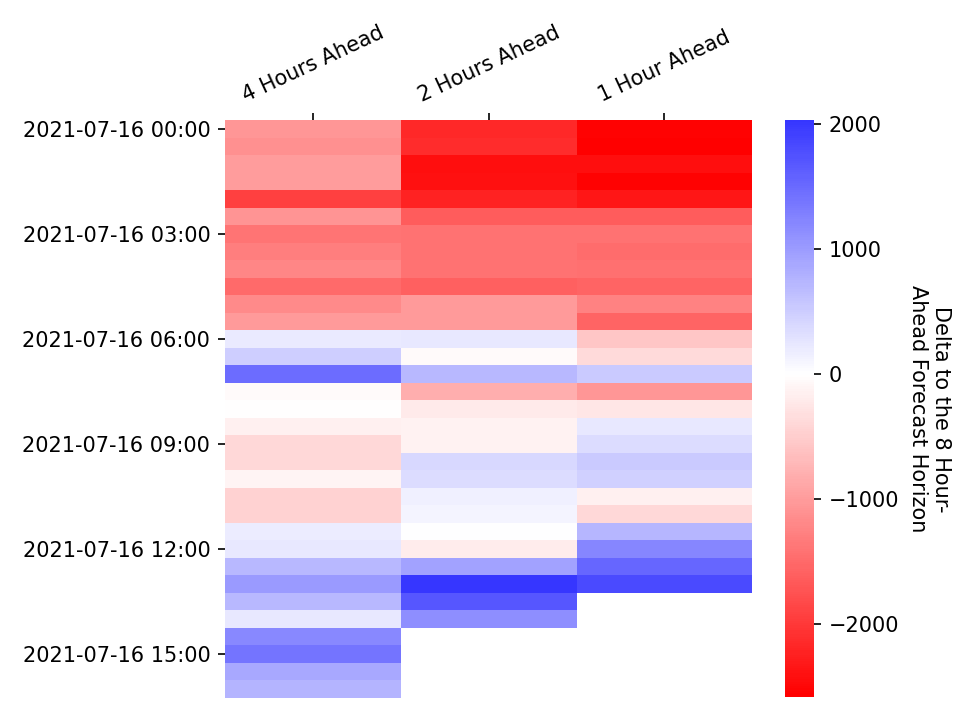 4 Hours Ahead
2 Hours Ahead
1 Hour Ahead
2021-07-16 00:00
2021-07-16 03:00
2021-07-16 06:00
2021-07-16 09:00
2021-07-16 12:00
2021-07-16 15:00
2000
1000
0
−1000
−2000
Delta to the 8 Hour-
Ahead Forecast Horizon